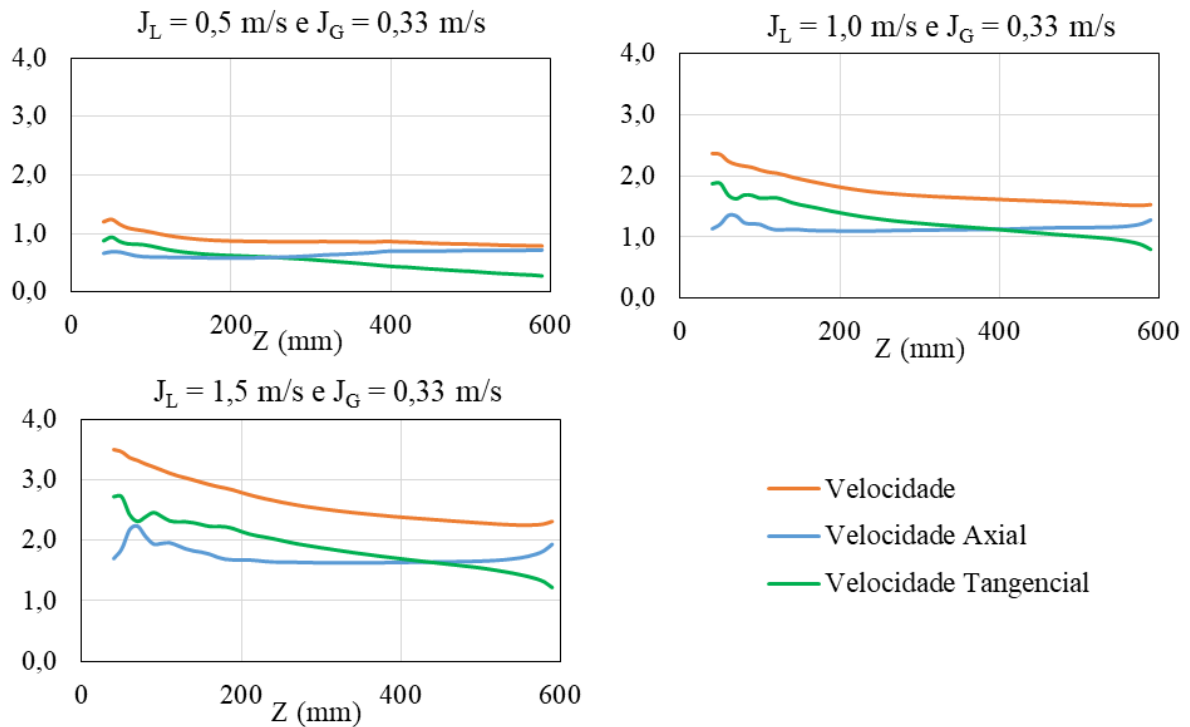 J_L = 0,5 m/s e J_G = 0,33 m/s
4,0
3,0
2,0
1,0
0,0
0 200 400 600
Z (mm)
J_L = 1,0 m/s e J_G = 0,33 m/s
4,0
3,0
2,0
1,0
0,0
0 200 400 600
Z (mm)
J_L = 1,5 m/s e J_G = 0,33 m/s
4,0
3,0
2,0
1,0
0,0
0 200 400 600
Z (mm)
Velocidade
Velocidade Axial
Velocidade Tangencial